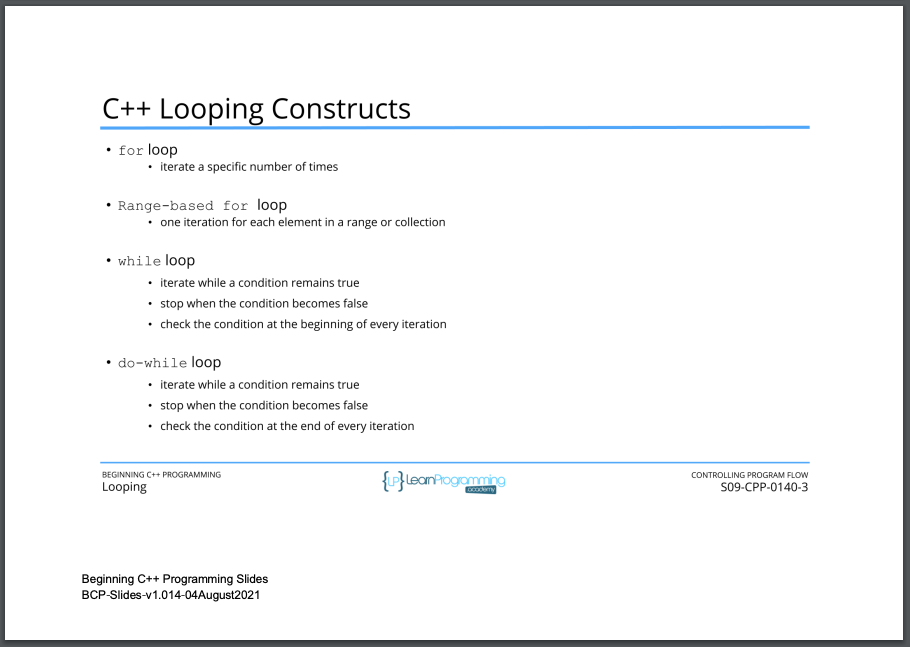 C++ Looping Constructs
• for loop
• iterate a specific number of times
• Range-based for loop
• one iteration for each element in a range or collection
• while loop
• iterate while a condition remains true
• stop when the condition becomes false
• check the condition at the beginning of every iteration
• do-while loop
• iterate while a condition remains true
• stop when the condition becomes false
• check the condition at the end of every iteration
BEGINNING C++ PROGRAMMING
Looping
{LP} LearnProgramming
academy
CONTROLLING PROGRAM FLOW
S09-CPP-0140-3
Beginning C++ Programming Slides
BCP-Slides-v1.014-04August2021